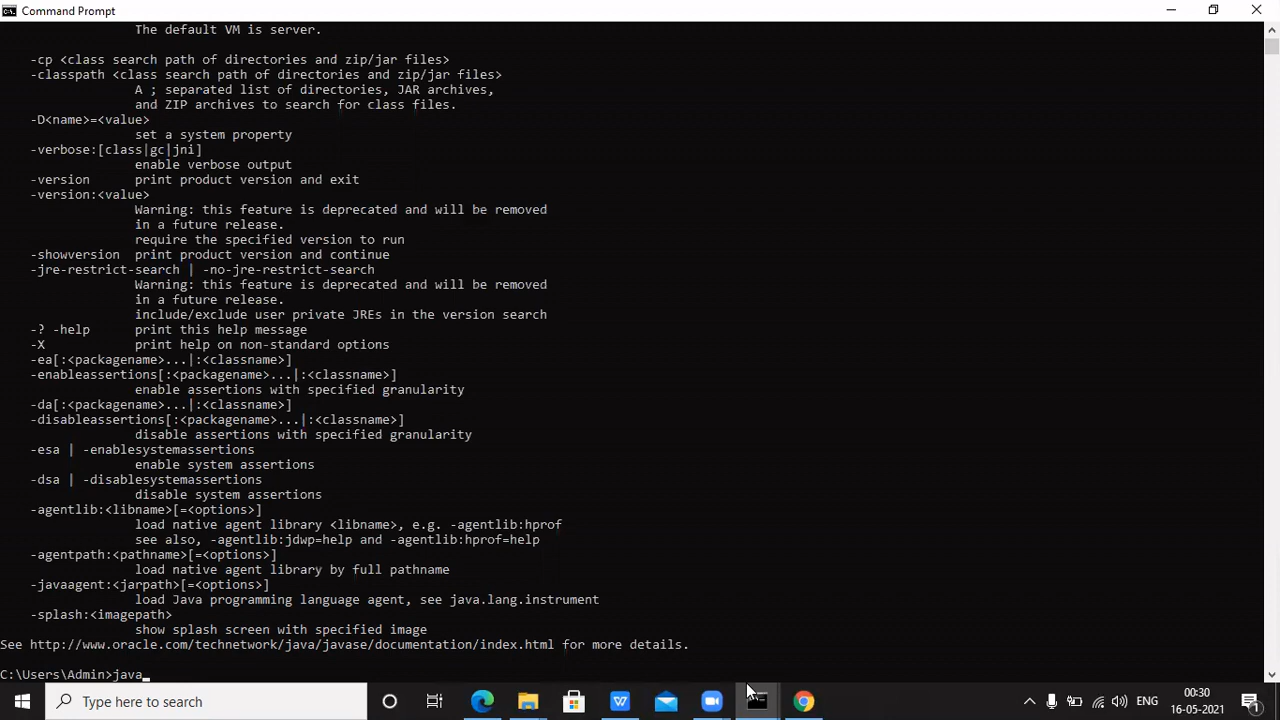 Command Prompt
The default VM is server.
-cp <class search path of directories and zip/jar files>
-classpath <class search path of directories and zip/jar files>
A ; separated list of directories, JAR archives,
and ZIP archives to search for class files.
-D<name>=<value>
set a system property
-verbose:[class|gc|jni]
enable verbose output
-version      print product version and exit
-version:<value>
Warning: this feature is deprecated and will be removed
in a future release.
require the specified version to run
-showversion  print product version and continue
-jre-restrict-search | -no-jre-restrict-search
Warning: this feature is deprecated and will be removed
in a future release.
include/exclude user private JREs in the version search
-? -help      print this help message
-X            print help on non-standard options
-ea[:<packagename>...|:<classname>]
-enableassertions[:<packagename>...|:<classname>]
enable assertions with specified granularity
-da[:<packagename>...|:<classname>]
-disableassertions[:<packagename>...|:<classname>]
disable assertions with specified granularity
-esa | -enablesystemassertions
enable system assertions
-dsa | -disablesystemassertions
disable system assertions
-agentlib:<libname>[=<options>]
load native agent library <libname>, e.g. -agentlib:hprof
see also, -agentlib:jdwp=help and -agentlib:hprof=help
-agentpath:<pathname>[=<options>]
load native agent library by full pathname
-javaagent:<jarpath>[=<options>]
load Java programming language agent, see java.lang.instrument
-splash:<imagepath>
show splash screen with specified image
See http://www.oracle.com/technetwork/java/javase/documentation/index.html for more details.
C:\Users\Admin>java_
Type here to search
ENG
00:30
16-05-2021
1